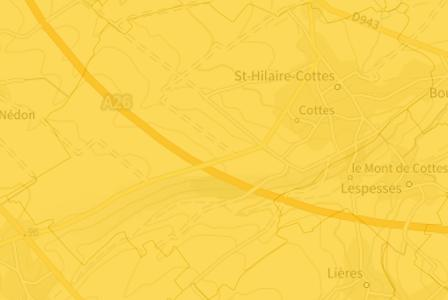 D943
St-Hilaire-Cottes
A26
Bou
Cottes
Nédon
le Mont de Cottes
Lespesses
Lières